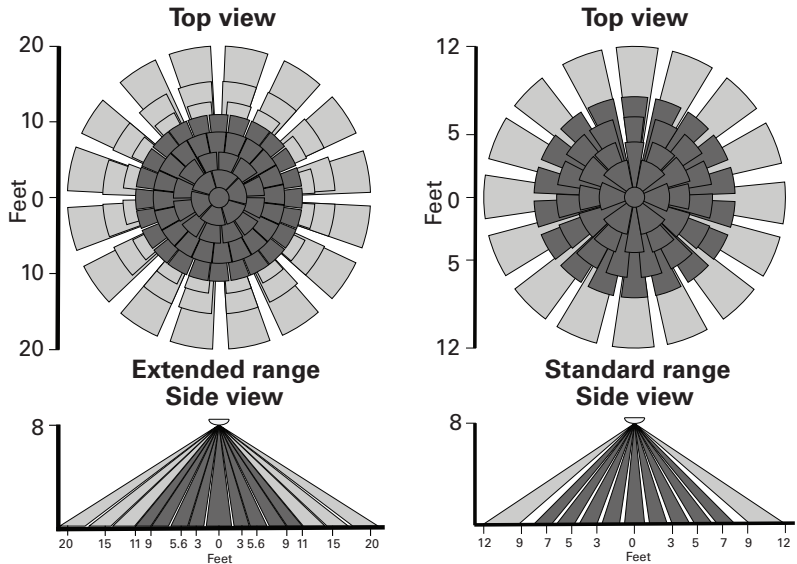 Top view
20
10
0
10
20
Feet
Extended range
Side view
8
20 15 11 9 5.6 3 0 3 5.6 9 11 15 20
Feet
Top view
12
5
0
5
12
Feet
Standard range
Side view
8
12 9 7 5 3 0 3 5 7 9 12
Feet